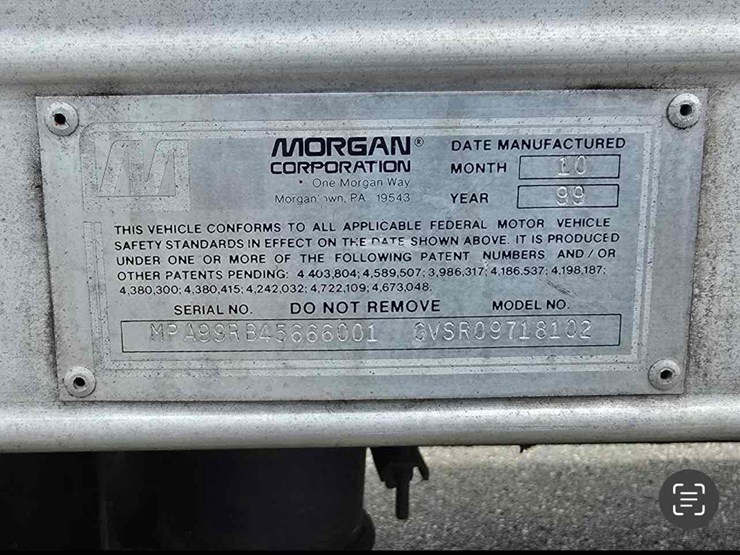 MORGAN®
CORPORATION
One Morgan Way
PA 19543
DATE MANUFACTURED
MONTH 10
YEAR 99
THIS VEHICLE CONFORMS TO ALL APPLICABLE FEDERAL MOTOR VEHICLE
SAFETY STANDARDS IN EFFECT ON THE DATE SHOWN ABOVE. IT IS PRODUCED
UNDER ONE OR MORE OF THE FOLLOWING PATENT NUMBERS AND/OR
OTHER PATENTS PENDING: 4,403,804; 4,589,507; 3,986,317; 4,186,537; 4,198,187;
4,380,300; 4,380,415; 4,242,032; 4,722,109; 4,673,048.
SERIAL NO. DO NOT REMOVE MODEL NO.
MPA99RB45666001 GVSR09718102